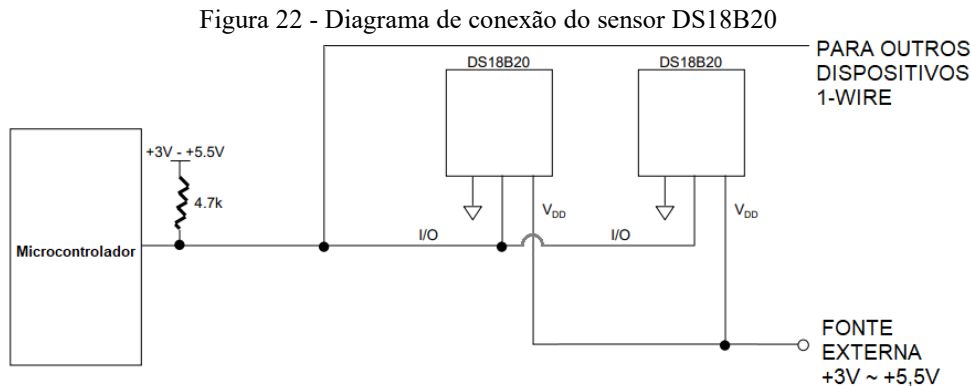 Figura 22 - Diagrama de conexão do sensor DS18B20
PARA OUTROS
DISPOSITIVOS
1-WIRE
DS18B20
DS18B20
+3V - +5.5V
4.7k
Microcontrolador
I/O
VDD
I/O
VDD
FONTE
EXTERNA
+3V ~ +5,5V